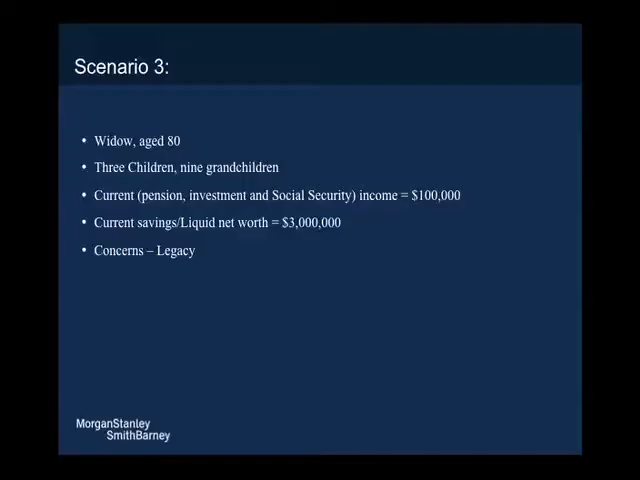 Scenario 3:
• Widow, aged 80
• Three Children, nine grandchildren
• Current (pension, investment and Social Security) income = $100,000
• Current savings/Liquid net worth = $3,000,000
• Concerns – Legacy
MorganStanley
SmithBarney